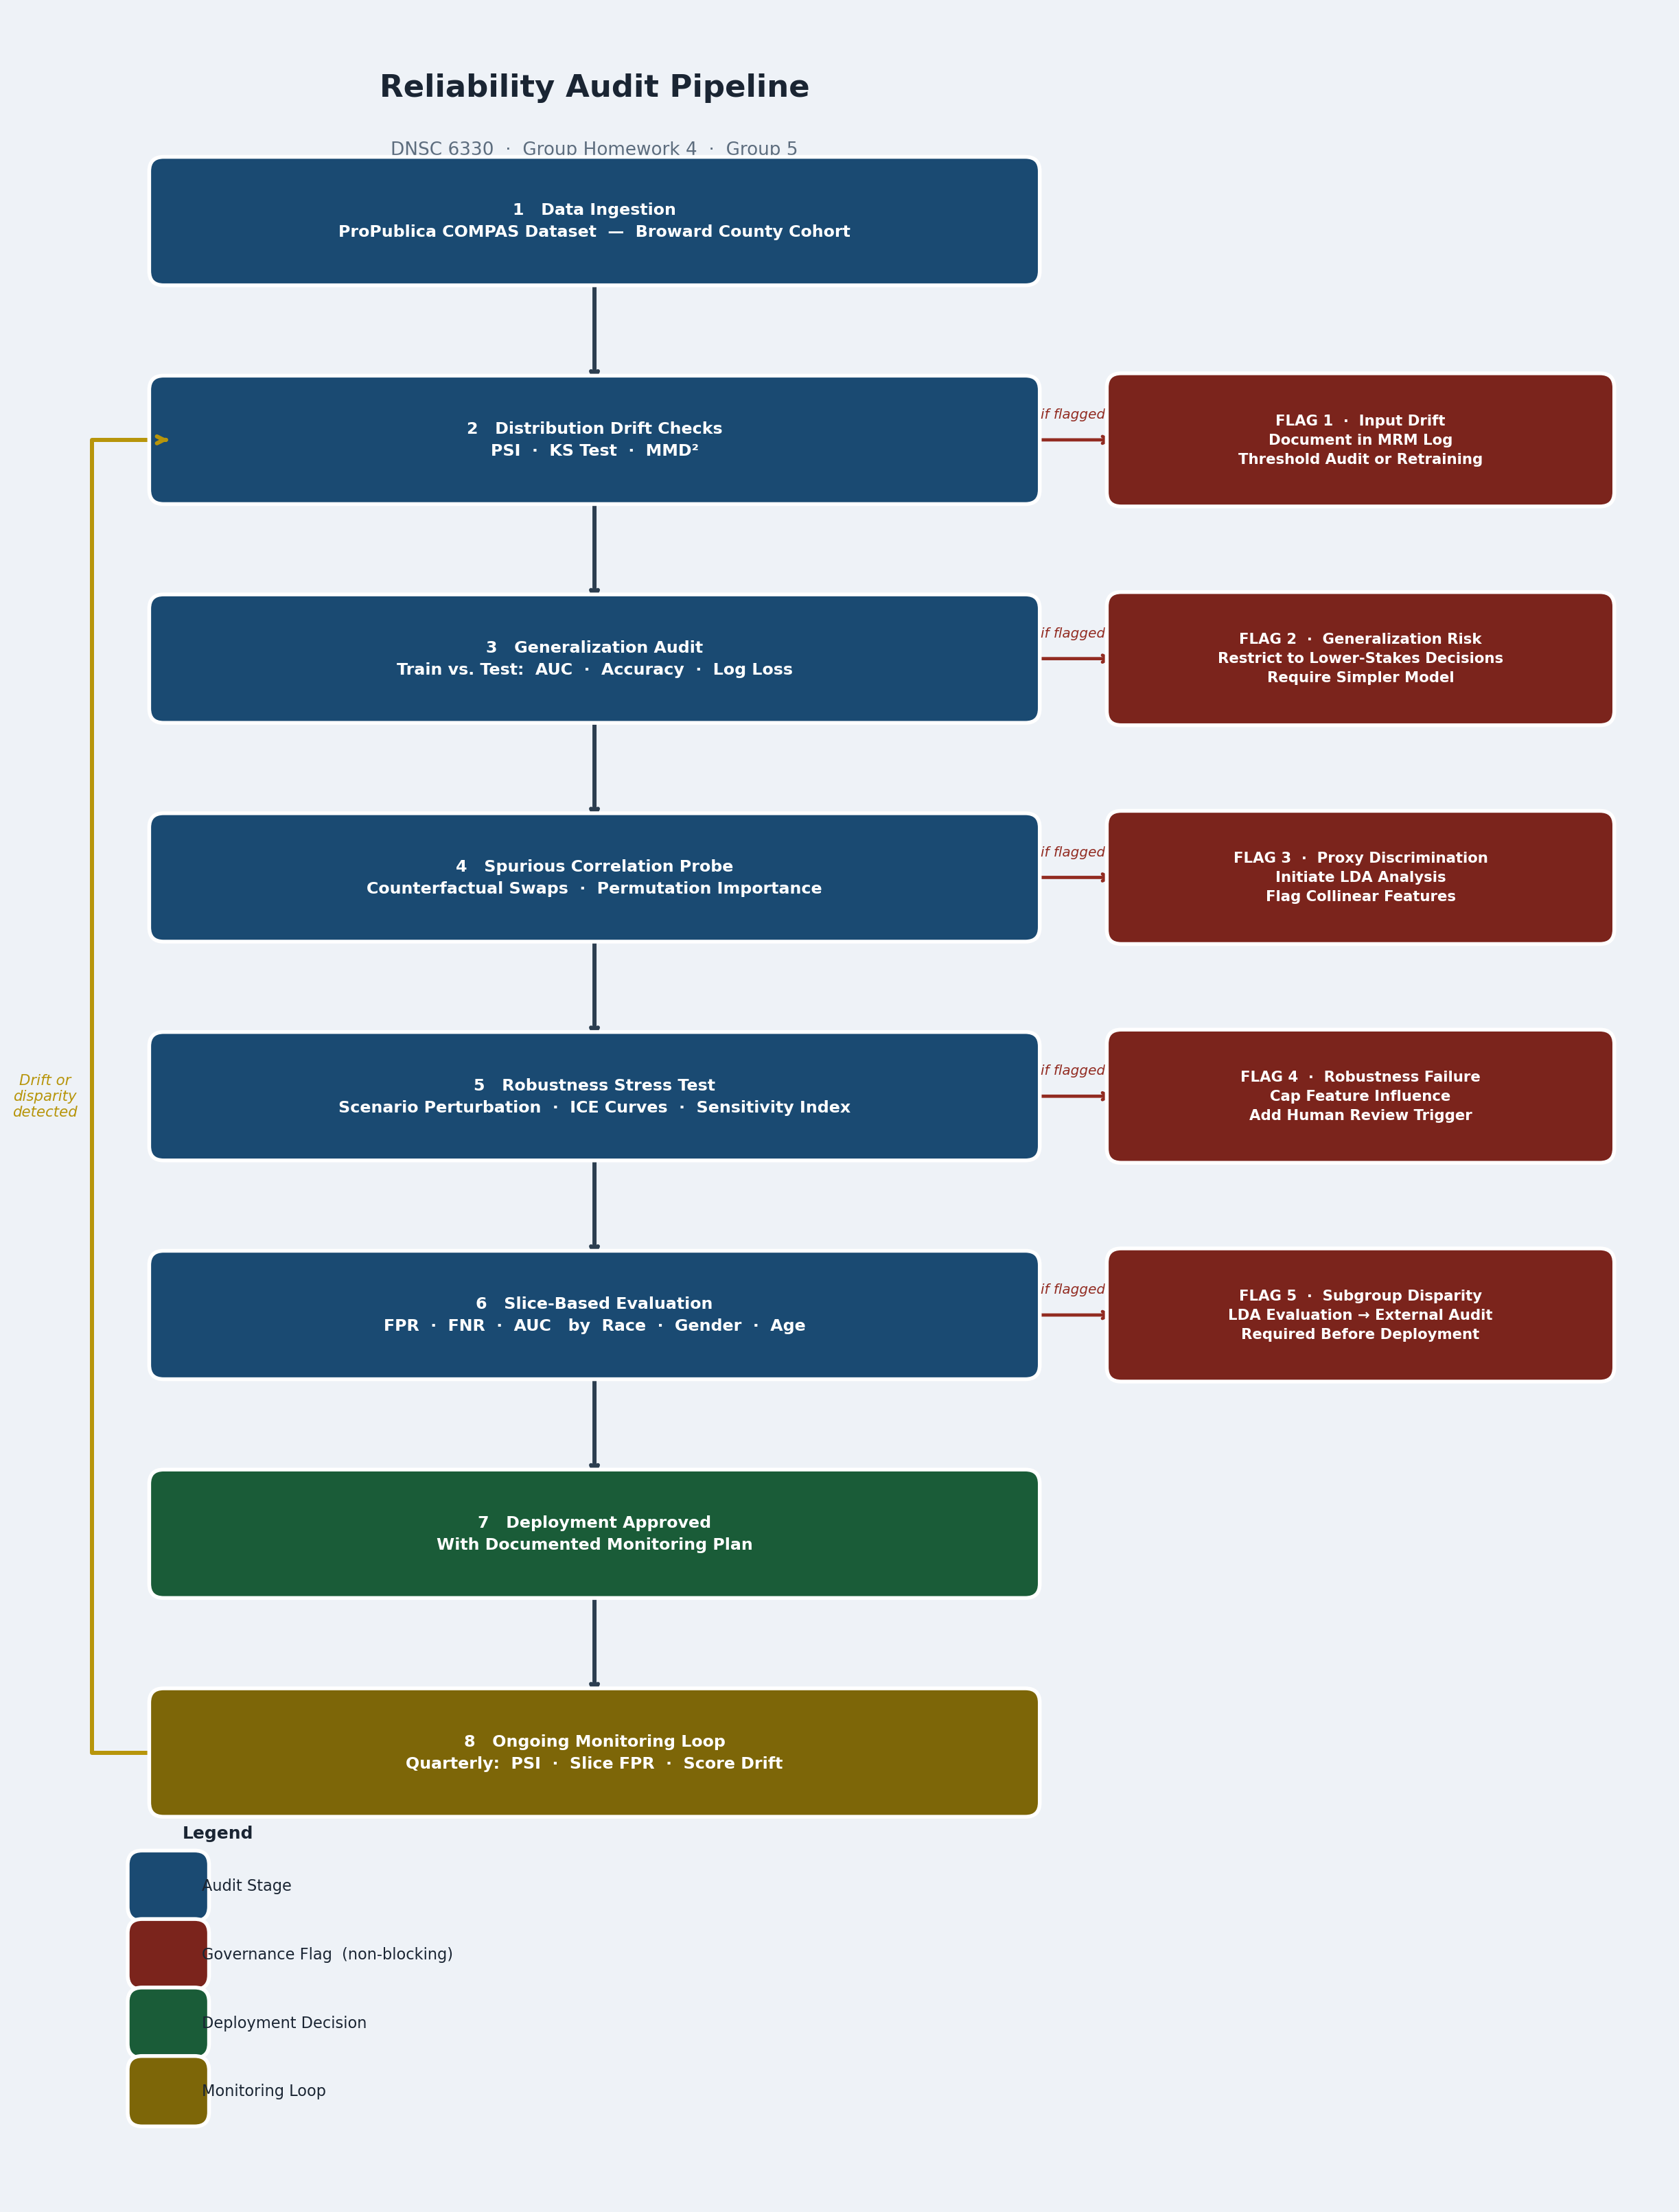 Reliability Audit Pipeline
DNSC 6330 · Group Homework 4 · Group 5
1 Data Ingestion
ProPublica COMPAS Dataset — Broward County Cohort
2 Distribution Drift Checks
PSI · KS Test · MMD²
if flagged
FLAG 1 · Input Drift
Document in MRM Log
Threshold Audit or Retraining
3 Generalization Audit
Train vs. Test: AUC · Accuracy · Log Loss
if flagged
FLAG 2 · Generalization Risk
Restrict to Lower-Stakes Decisions
Require Simpler Model
4 Spurious Correlation Probe
Counterfactual Swaps · Permutation Importance
if flagged
FLAG 3 · Proxy Discrimination
Initiate LDA Analysis
Flag Collinear Features
Drift or
disparity
detected
5 Robustness Stress Test
Scenario Perturbation · ICE Curves · Sensitivity Index
if flagged
FLAG 4 · Robustness Failure
Cap Feature Influence
Add Human Review Trigger
6 Slice-Based Evaluation
FPR · FNR · AUC by Race · Gender · Age
if flagged
FLAG 5 · Subgroup Disparity
LDA Evaluation → External Audit
Required Before Deployment
7 Deployment Approved
With Documented Monitoring Plan
8 Ongoing Monitoring Loop
Quarterly: PSI · Slice FPR · Score Drift
Legend
Audit Stage
Governance Flag (non-blocking)
Deployment Decision
Monitoring Loop